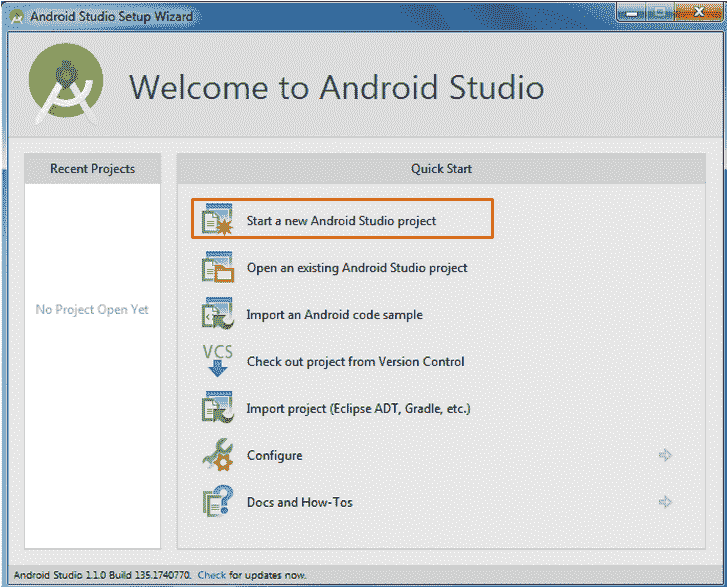 Android Studio Setup Wizard
Welcome to Android Studio
Recent Projects
Quick Start
No Project Open Yet
Start a new Android Studio project
Open an existing Android Studio project
Import an Android code sample
VCS
Check out project from Version Control
Import project (Eclipse ADT, Gradle, etc.)
Configure
Docs and How-Tos
Android Studio 1.1.0 Build 135.1740770. Check for updates now.